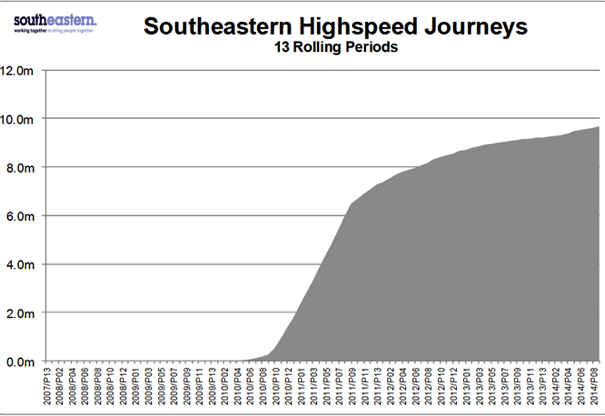 southeastern.
working together to bring people together
Southeastern Highspeed Journeys
13 Rolling Periods
12.0m
10.0m
8.0m
6.0m
4.0m
2.0m
0.0m
2007/P13
2008/P02
2008/P04
2008/P06
2008/P08
2008/P10
2008/P12
2009/P01
2009/P03
2009/P05
2009/P07
2009/P09
2009/P11
2009/P13
2010/P02
2010/P04
2010/P06
2010/P08
2010/P10
2010/P12
2011/P01
2011/P03
2011/P05
2011/P07
2011/P09
2011/P11
2011/P13
2012/P02
2012/P04
2012/P06
2012/P08
2012/P10
2012/P12
2013/P01
2013/P03
2013/P05
2013/P07
2013/P09
2013/P11
2013/P13
2014/P02
2014/P04
2014/P06
2014/P08